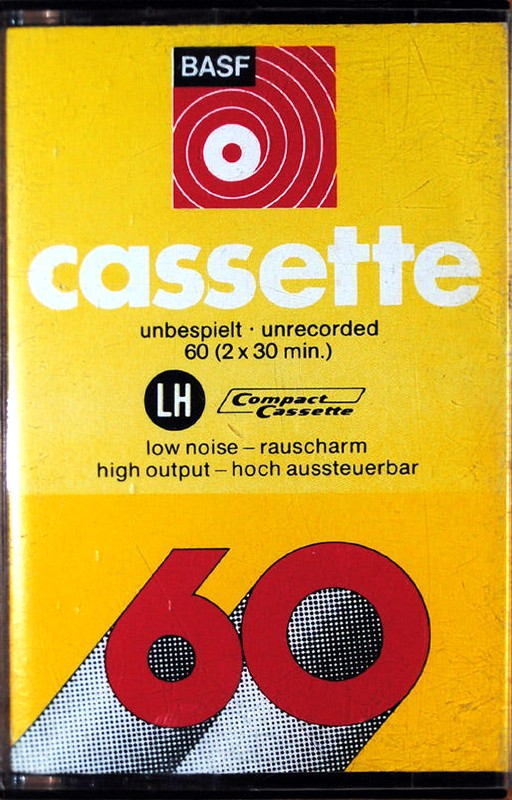 BASF
cassette
unbespielt · unrecorded
60 (2 x 30 min.)
LH Compact Cassette
low noise – rauscharm
high output – hoch aussteuerbar
60